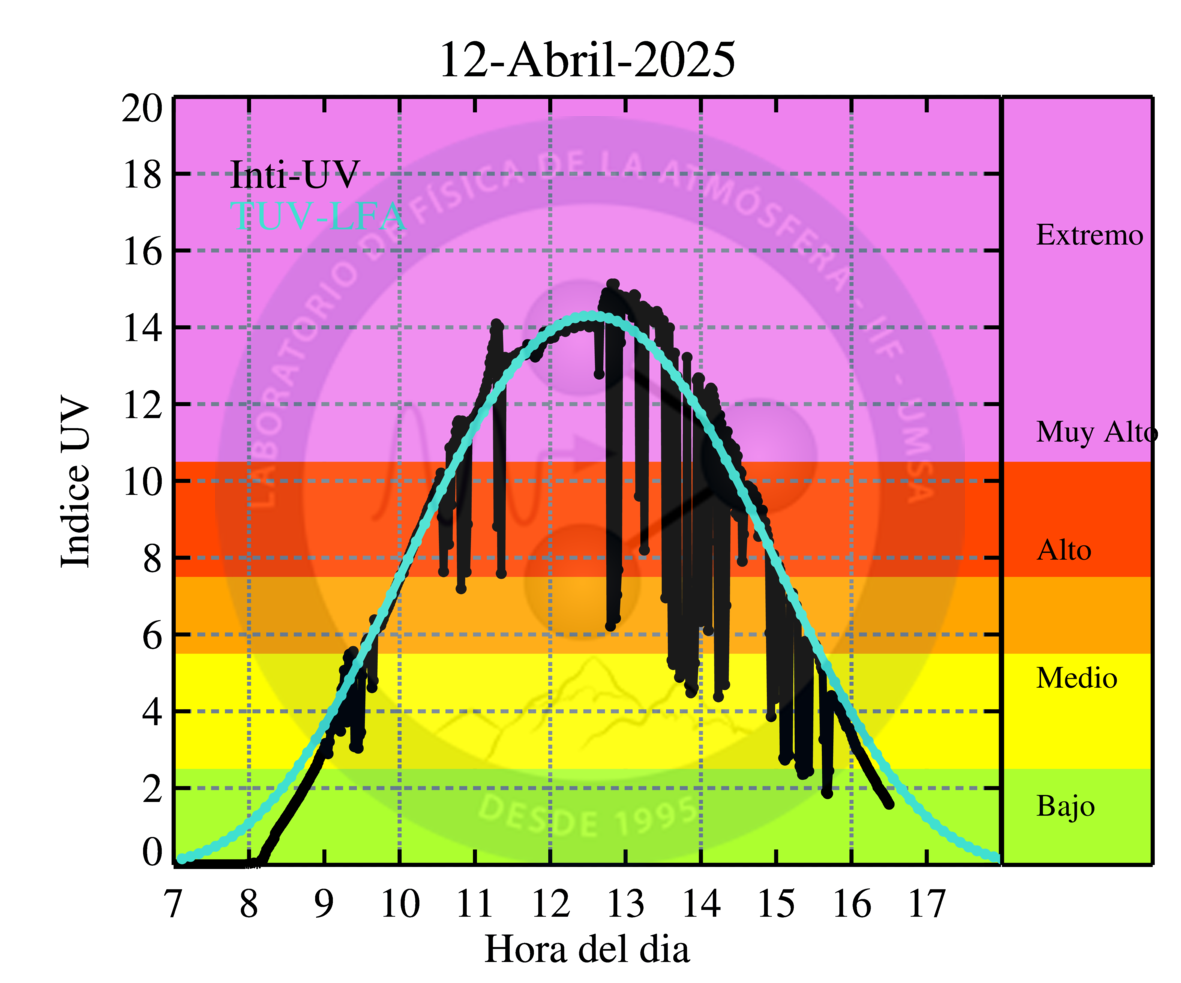 12-Abril-2025
20
18
16
14
12
10
8
6
4
2
0
Indice UV
Inti-UV
TUV-LFA
LABORATORIO DE FÍSICA DE LA ATMÓSFERA - IIF - UMSA
DESDE 1995
Extremo
Muy Alto
Alto
Medio
Bajo
7 8 9 10 11 12 13 14 15 16 17
Hora del dia